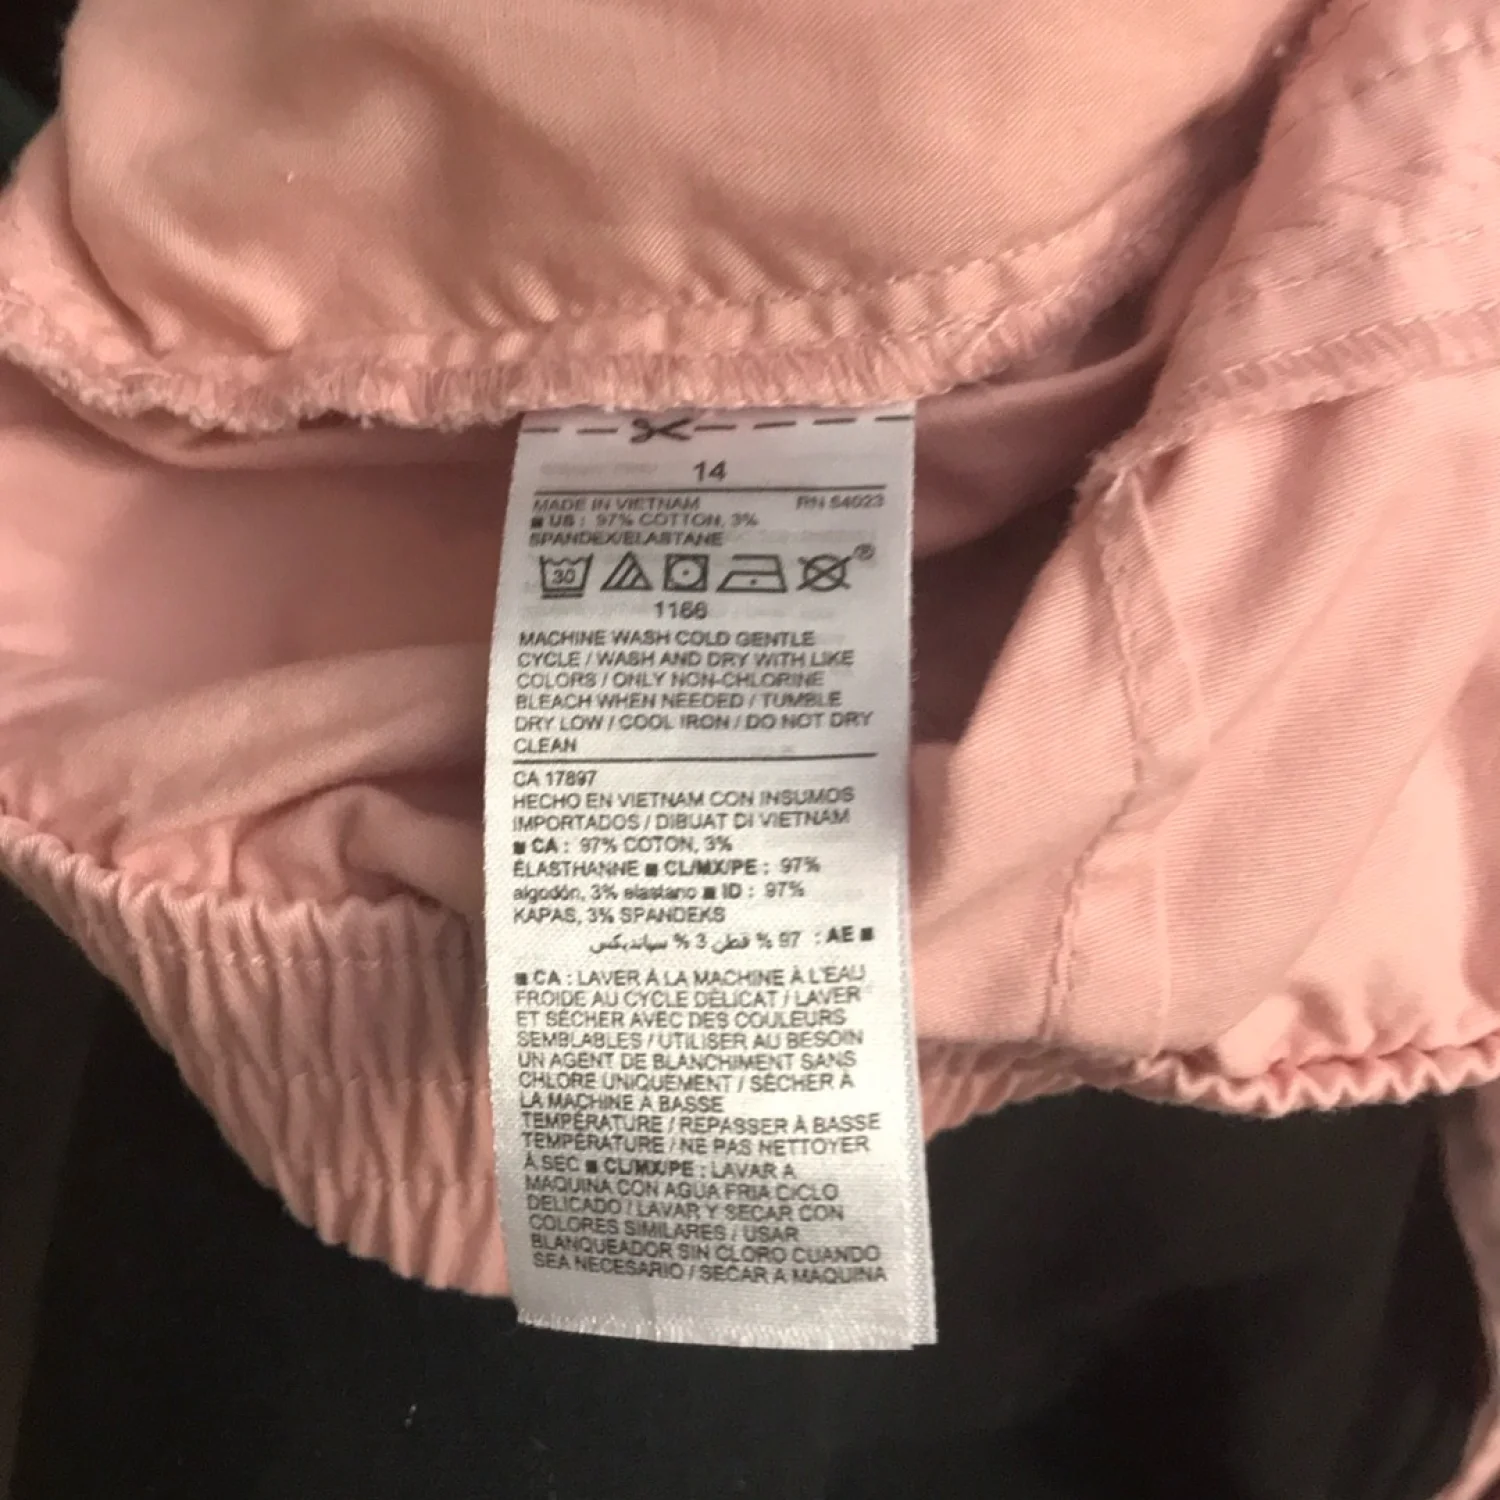 14
MADE IN VIETNAM RN 54023
■ US : 97% COTTON, 3%
SPANDEX/ELASTANE
30
®
1166
MACHINE WASH COLD GENTLE
CYCLE / WASH AND DRY WITH LIKE
COLORS / ONLY NON-CHLORINE
BLEACH WHEN NEEDED / TUMBLE
DRY LOW / COOL IRON / DO NOT DRY
CLEAN
CA 17897
HECHO EN VIETNAM CON INSUMOS
IMPORTADOS / DIBUAT DI VIETNAM
■ CA : 97% COTON, 3%
ÉLASTHANNE ■ CL/MX/PE : 97%
algodón, 3% elastano ■ ID : 97%
KAPAS, 3% SPANDEKS
■ AE : 97 % قطن 3 % سباندیکس
■ CA : LAVER À LA MACHINE À L'EAU
FROIDE AU CYCLE DÉLICAT / LAVER
ET SÉCHER AVEC DES COULEURS
SEMBLABLES / UTILISER AU BESOIN
UN AGENT DE BLANCHIMENT SANS
CHLORE UNIQUEMENT / SÉCHER À
LA MACHINE À BASSE
TEMPÉRATURE / REPASSER À BASSE
TEMPÉRATURE / NE PAS NETTOYER
À SEC ■ CL/MX/PE : LAVAR A
MAQUINA CON AGUA FRIA CICLO
DELICADO / LAVAR Y SECAR CON
COLORES SIMILARES / USAR
BLANQUEADOR SIN CLORO CUANDO
SEA NECESARIO / SECAR A MAQUINA